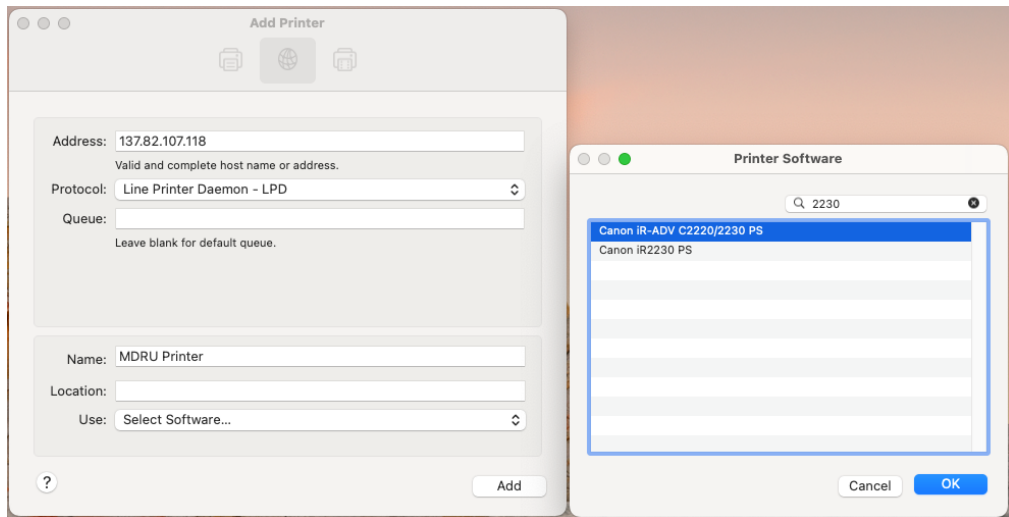 Add Printer
Address: 137.82.107.118
Valid and complete host name or address.
Protocol: Line Printer Daemon - LPD
Queue:
Leave blank for default queue.
Name: MDRU Printer
Location:
Use: Select Software...
?
Add
Printer Software
2230
Canon iR-ADV C2220/2230 PS
Canon iR2230 PS
Cancel OK